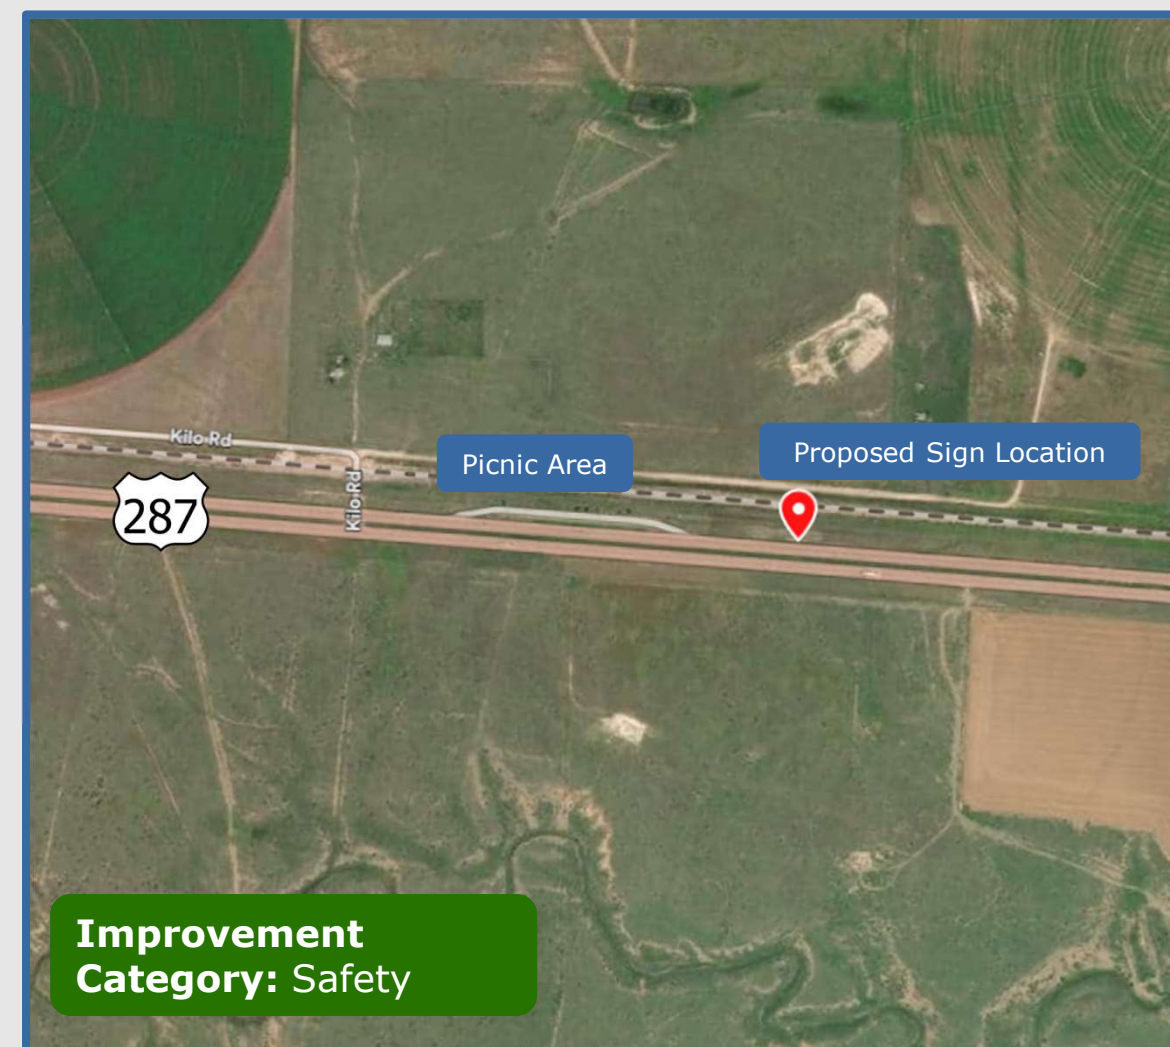 Kilo Rd
Picnic Area
Proposed Sign Location
287
Kilo Rd
Improvement
Category: Safety